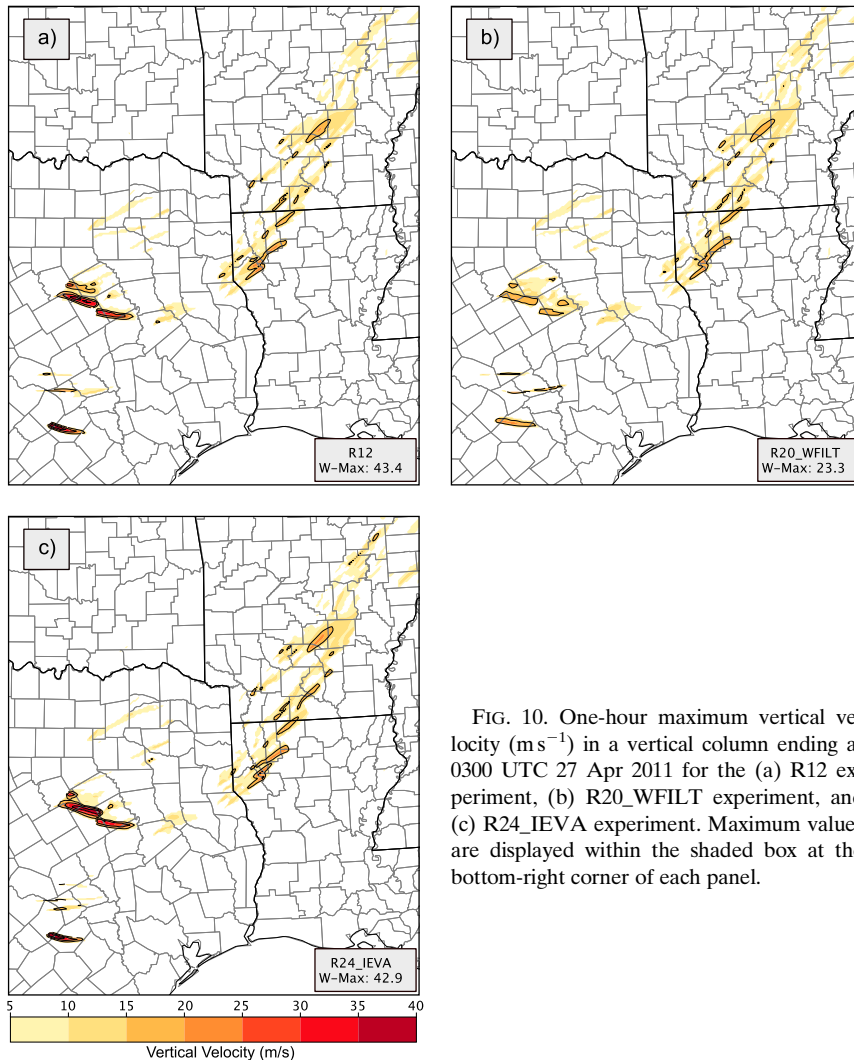 a)
R12
W-Max: 43.4
b)
R20_WFILT
W-Max: 23.3
c)
R24_IEVA
W-Max: 42.9
5 10 15 20 25 30 35 40
Vertical Velocity (m/s)
FIG. 10. One-hour maximum vertical ve
locity (m s−1) in a vertical column ending a
0300 UTC 27 Apr 2011 for the (a) R12 ex
periment, (b) R20_WFILT experiment, and
(c) R24_IEVA experiment. Maximum value
are displayed within the shaded box at the
bottom-right corner of each panel.